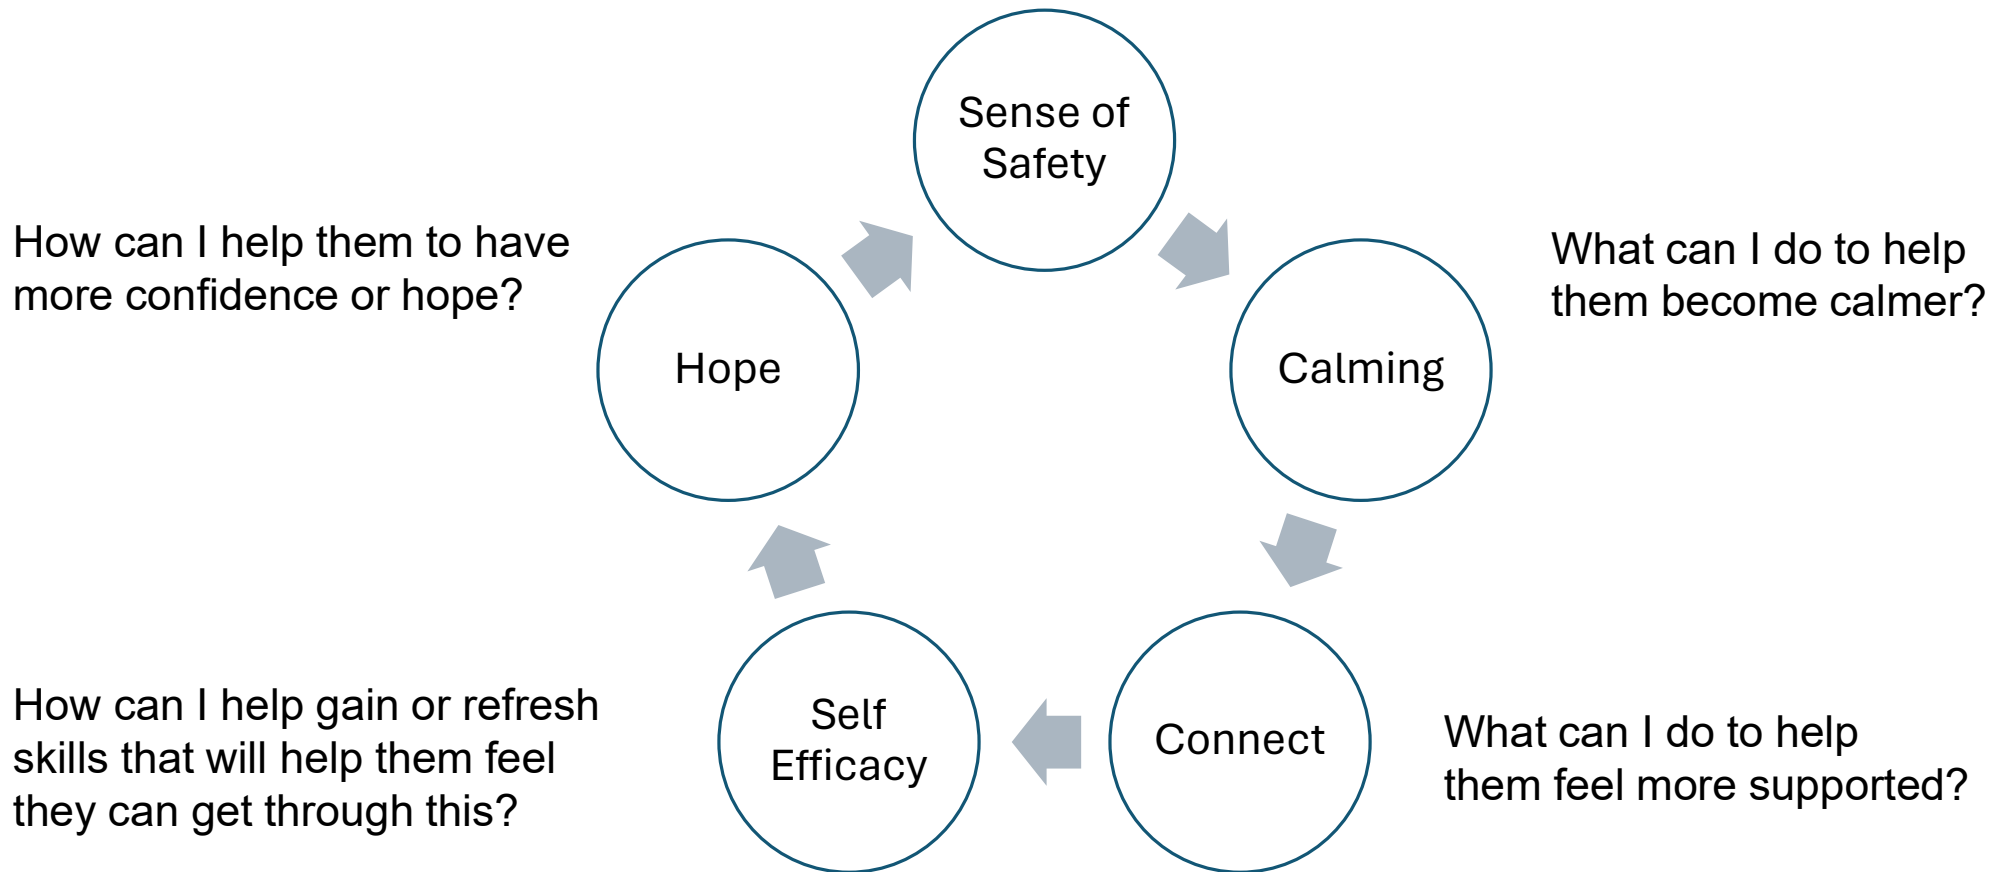 Sense of
Safety
How can I help them to have
more confidence or hope?
What can I do to help
them become calmer?
Hope
Calming
How can I help gain or refresh
skills that will help them feel
they can get through this?
Self
Efficacy
Connect
What can I do to help
them feel more supported?